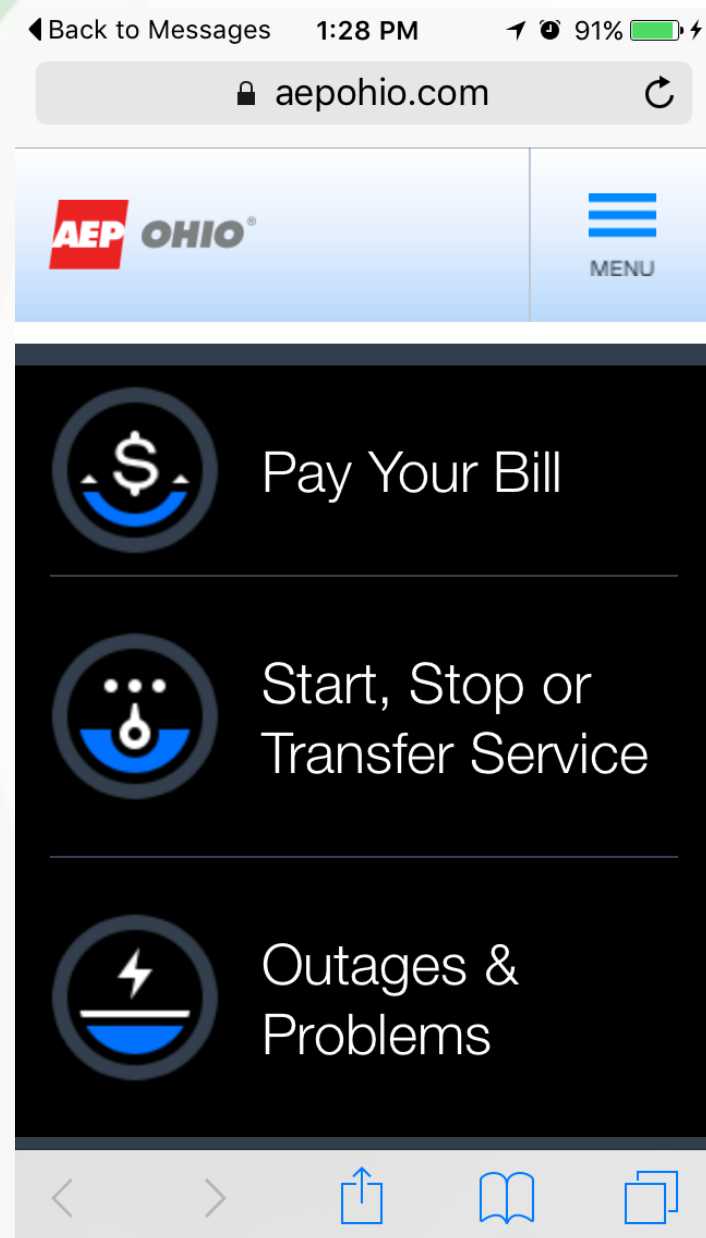 Back to Messages 1:28 PM 91%
aepohio.com
AEP OHIO®
MENU
$
Pay Your Bill
Start, Stop or
Transfer Service
Outages &
Problems